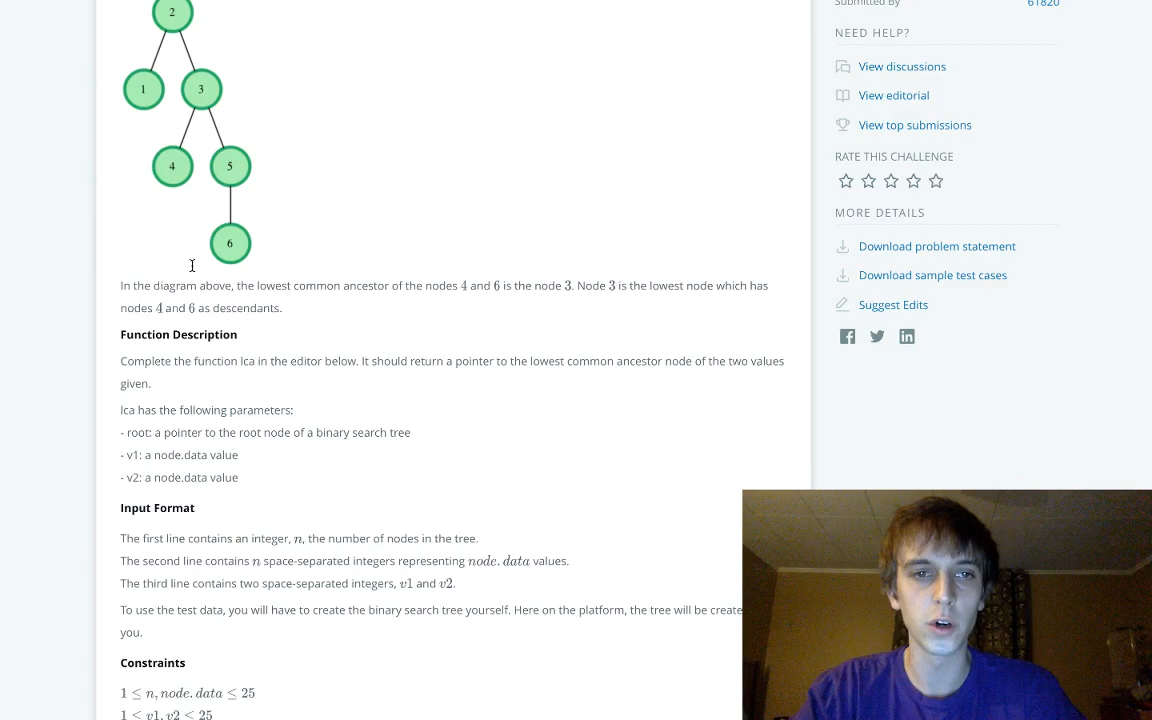 Submitted By
61820
2
NEED HELP?
View discussions
1
3
View editorial
View top submissions
RATE THIS CHALLENGE
4
5
MORE DETAILS
6
Download problem statement
Download sample test cases
In the diagram above, the lowest common ancestor of the nodes 4 and 6 is the node 3. Node 3 is the lowest node which has
nodes 4 and 6 as descendants.
Suggest Edits
Function Description
Complete the function lca in the editor below. It should return a pointer to the lowest common ancestor node of the two values
given.
lca has the following parameters:
- root: a pointer to the root node of a binary search tree
- v1: a node.data value
- v2: a node.data value
Input Format
The first line contains an integer, n, the number of nodes in the tree.
The second line contains n space-separated integers representing node.data values.
The third line contains two space-separated integers, v1 and v2.
To use the test data, you will have to create the binary search tree yourself. Here on the platform, the tree will be create
you.
Constraints
1 ≤ n, node.data ≤ 25
1 ≤ v1, v2 ≤ 25